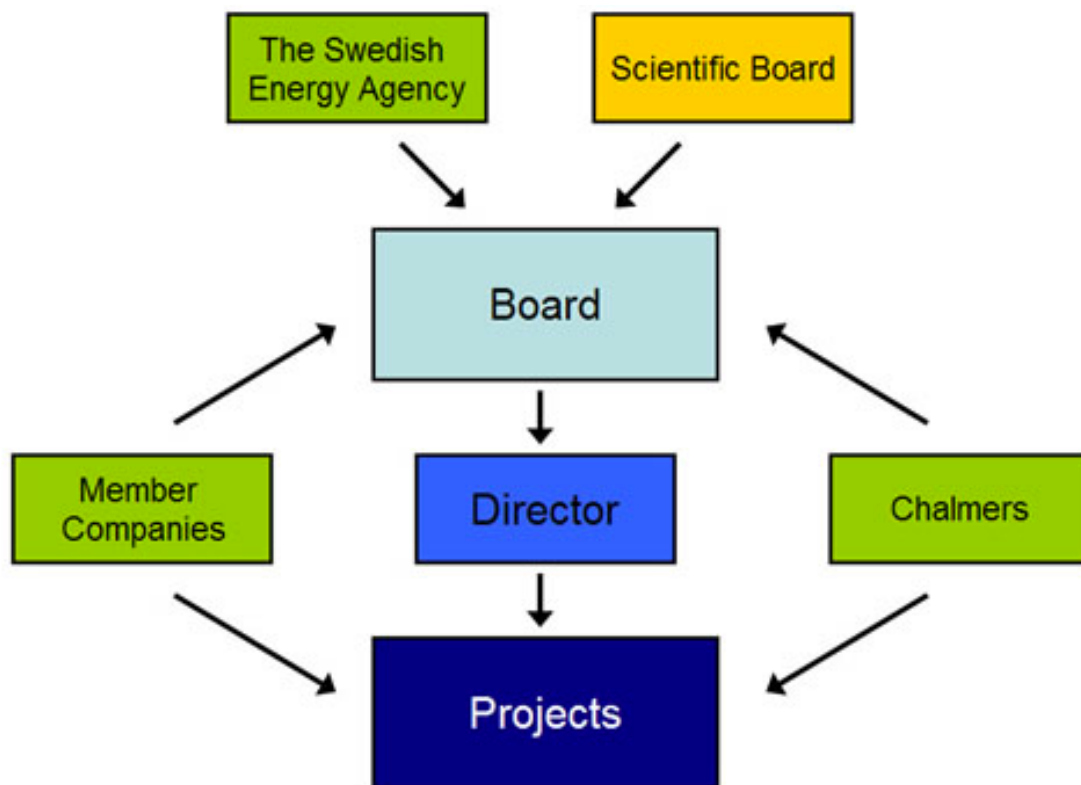 The Swedish
Energy Agency
Scientific Board
Board
Member
Companies
Director
Chalmers
Projects